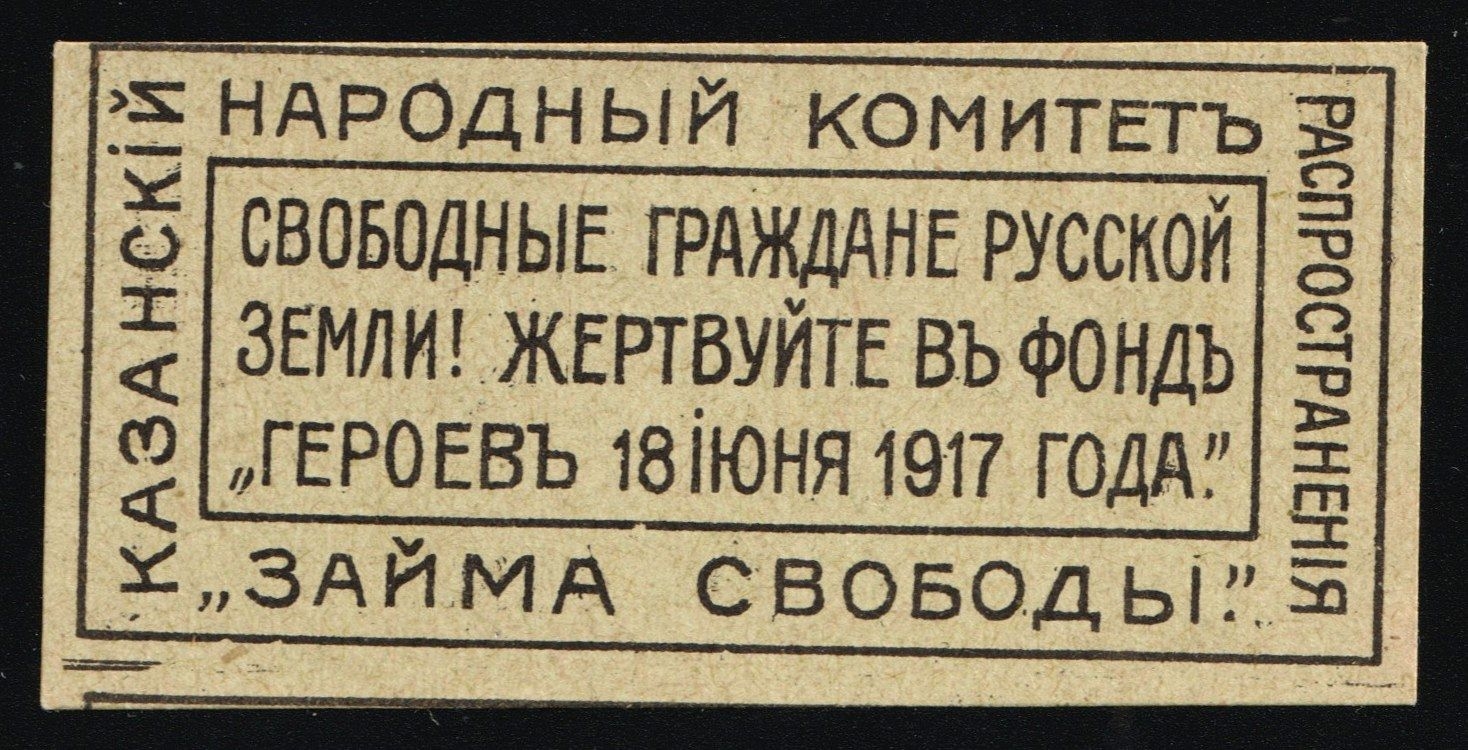 КАЗАНСКІЙ
НАРОДНЫЙ КОМИТЕТЪ
РАСПРОСТРАНЕНІЯ
„ЗАЙМА СВОБОДЫ."
СВОБОДНЫЕ ГРАЖДАНЕ РУССКОЙ
ЗЕМЛИ! ЖЕРТВУЙТЕ ВЪ ФОНДЪ
„ГЕРОЕВЪ 18 ІЮНЯ 1917 ГОДА."